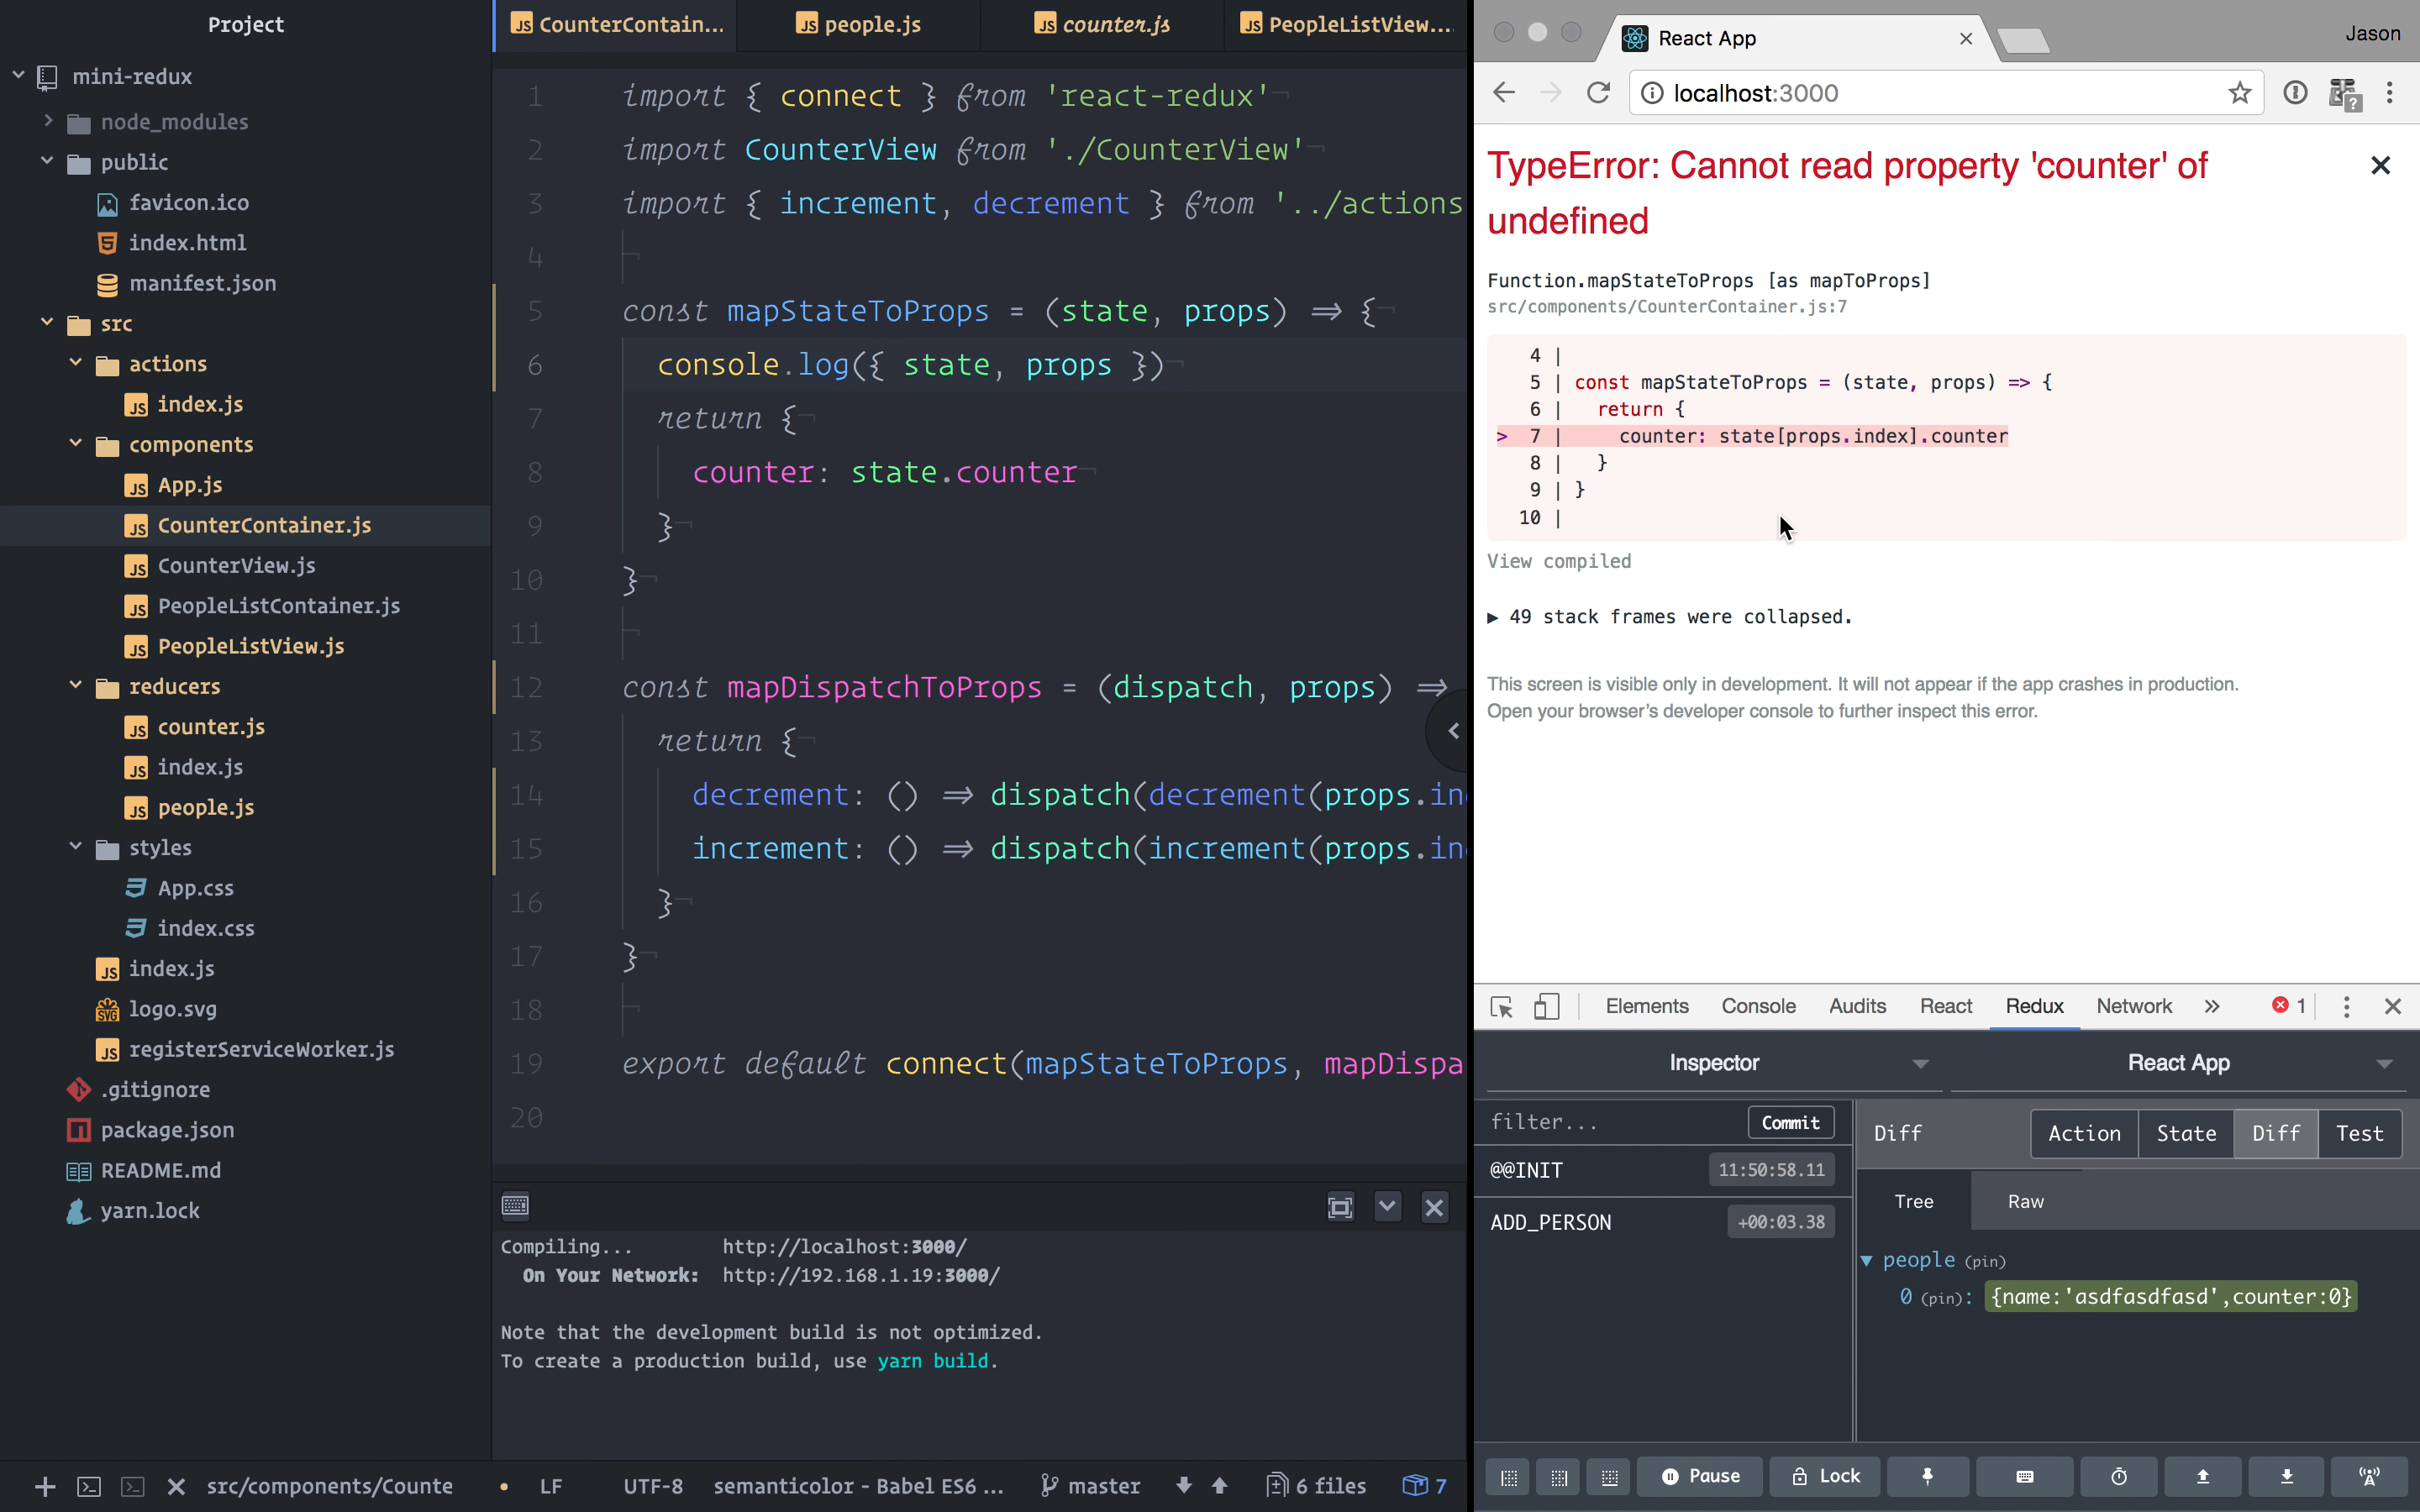 Project
mini-redux
node_modules
public
favicon.ico
index.html
manifest.json
src
actions
index.js
components
App.js
CounterContainer.js
CounterView.js
PeopleListContainer.js
PeopleListView.js
reducers
counter.js
index.js
people.js
styles
App.css
index.css
index.js
logo.svg
registerServiceWorker.js
.gitignore
package.json
README.md
yarn.lock
CounterContain... people.js counter.js PeopleListView...
1 import { connect } from 'react-redux'
2 import CounterView from './CounterView'
3 import { increment, decrement } from '../actions
4
5 const mapStateToProps = (state, props) => {
6 console.log({ state, props })
7 return {
8 counter: state.counter
9 }
10 }
11
12 const mapDispatchToProps = (dispatch, props) =>
13 return {
14 decrement: () => dispatch(decrement(props.in
15 increment: () => dispatch(increment(props.in
16 }
17 }
18
19 export default connect(mapStateToProps, mapDispa
20
Compiling... http://localhost:3000/
On Your Network: http://192.168.1.19:3000/
Note that the development build is not optimized.
To create a production build, use yarn build.
src/components/Counte LF UTF-8 semanticolor - Babel ES6 ... master 6 files 7
React App
Jason
localhost:3000
TypeError: Cannot read property 'counter' of
undefined
Function.mapStateToProps [as mapToProps]
src/components/CounterContainer.js:7
4 |
5 | const mapStateToProps = (state, props) => {
6 | return {
> 7 | counter: state[props.index].counter
8 | }
9 | }
10 |
View compiled
▶ 49 stack frames were collapsed.
This screen is visible only in development. It will not appear if the app crashes in production.
Open your browser’s developer console to further inspect this error.
Elements Console Audits React Redux Network » 1
Inspector React App
filter... Commit
@@INIT 11:50:58.11
ADD_PERSON +00:03.38
Diff Action State Diff Test
Tree Raw
▼ people (pin)
0 (pin): {name:'asdfasdfasd',counter:0}
Pause Lock